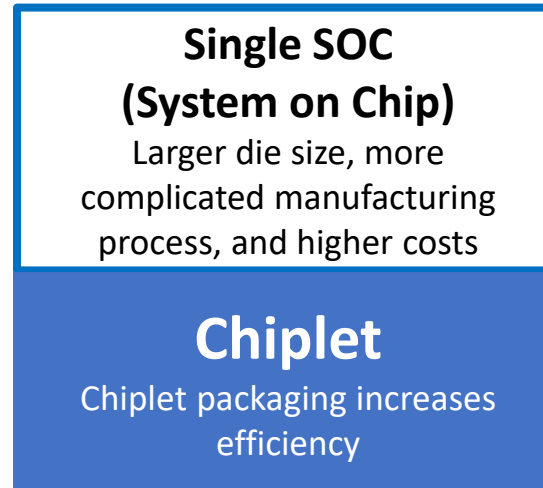 Single SOC
(System on Chip)
Larger die size, more
complicated manufacturing
process, and higher costs
Chiplet
Chiplet packaging increases
efficiency